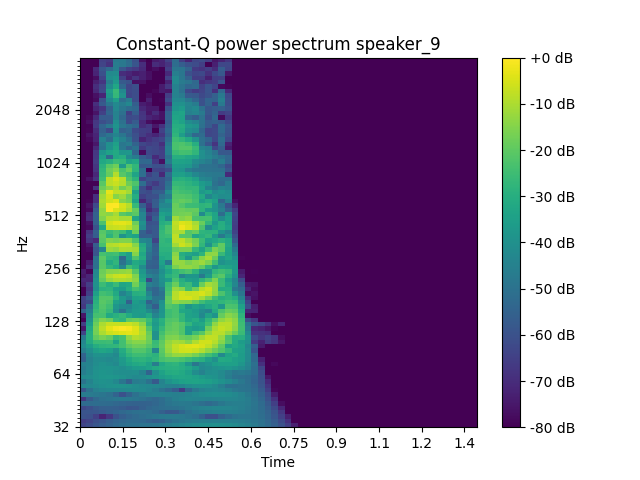 Constant-Q power spectrum speaker_9
Hz
2048
1024
512
256
128
64
32
0 0.15 0.3 0.45 0.6 0.75 0.9 1.1 1.2 1.4
Time
+0 dB
-10 dB
-20 dB
-30 dB
-40 dB
-50 dB
-60 dB
-70 dB
-80 dB